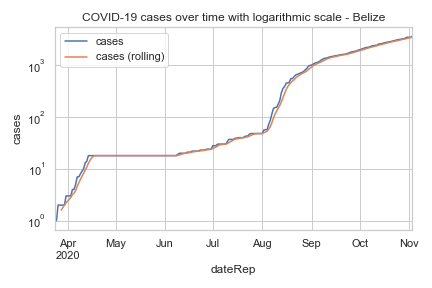 COVID-19 cases over time with logarithmic scale - Belize
cases
cases (rolling)
10³
10²
10¹
10⁰
cases
Apr May Jun Jul Aug Sep Oct Nov
2020
dateRep